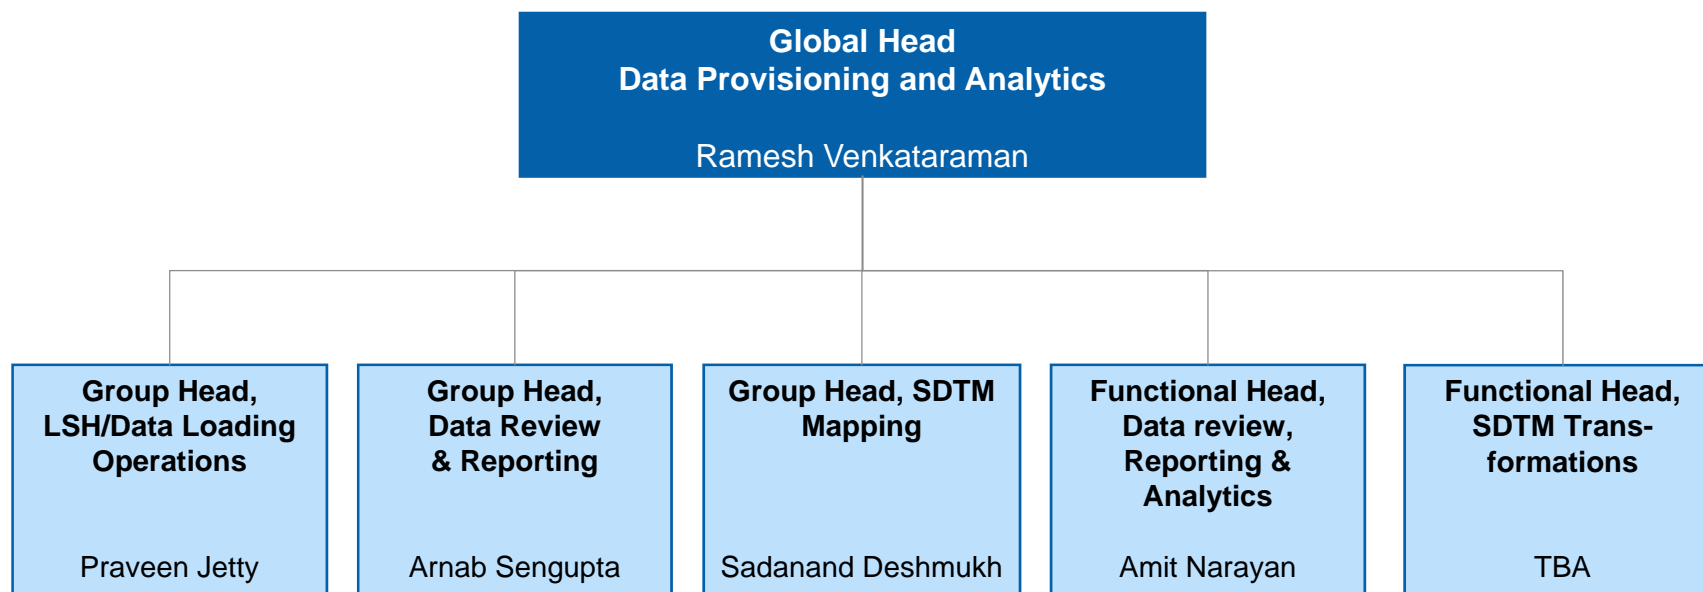 Global Head
Data Provisioning and Analytics
Ramesh Venkataraman
Group Head,
LSH/Data Loading
Operations
Praveen Jetty
Group Head,
Data Review
& Reporting
Arnab Sengupta
Group Head, SDTM
Mapping
Sadanand Deshmukh
Functional Head,
Data review,
Reporting &
Analytics
Amit Narayan
Functional Head,
SDTM Trans-
formations
TBA